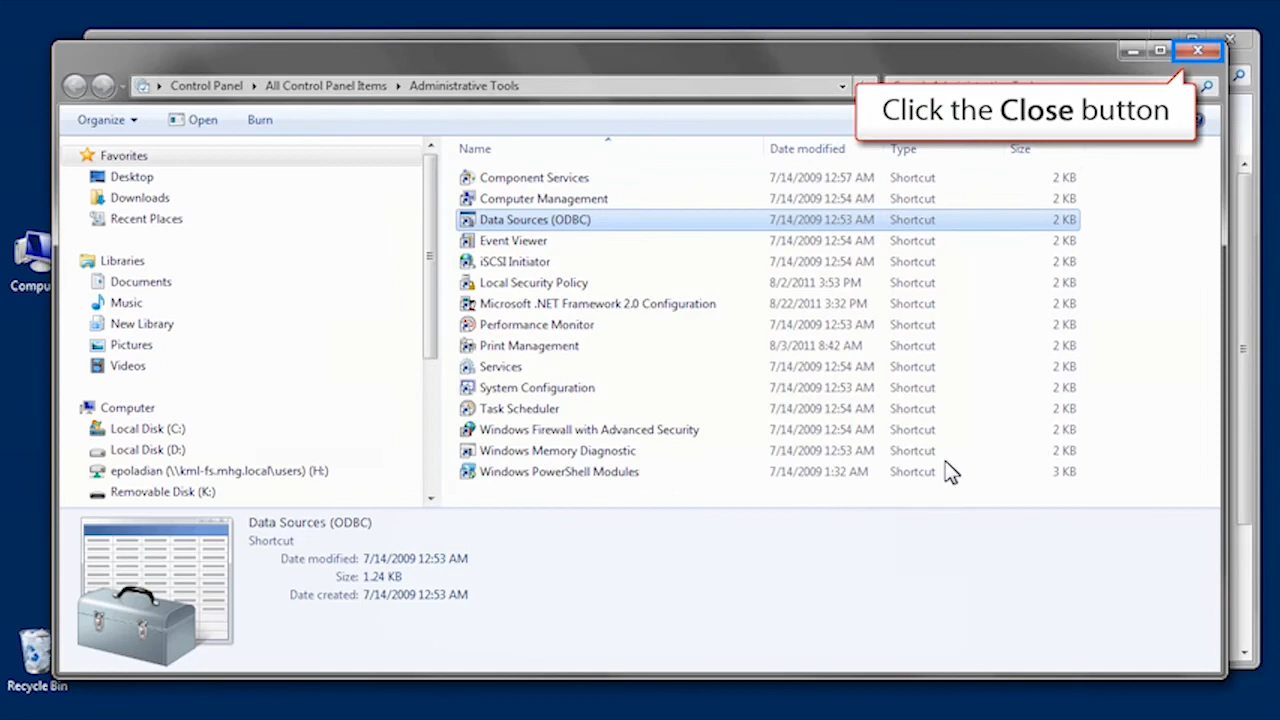 Control Panel All Control Panel Items Administrative Tools
Click the Close button
Organize Open Burn
Favorites
Desktop
Downloads
Recent Places
Libraries
Documents
Music
New Library
Pictures
Videos
Computer
Local Disk (C:)
Local Disk (D:)
epoladian (\\kml-fs.mhg.local\users) (H:)
Removable Disk (K:)
Name Date modified Type Size
Component Services 7/14/2009 12:57 AM Shortcut 2 KB
Computer Management 7/14/2009 12:54 AM Shortcut 2 KB
Data Sources (ODBC) 7/14/2009 12:53 AM Shortcut 2 KB
Event Viewer 7/14/2009 12:54 AM Shortcut 2 KB
iSCSI Initiator 7/14/2009 12:54 AM Shortcut 2 KB
Local Security Policy 8/2/2011 3:53 PM Shortcut 2 KB
Microsoft .NET Framework 2.0 Configuration 8/22/2011 3:32 PM Shortcut 2 KB
Performance Monitor 7/14/2009 12:53 AM Shortcut 2 KB
Print Management 8/3/2011 8:42 AM Shortcut 2 KB
Services 7/14/2009 12:54 AM Shortcut 2 KB
System Configuration 7/14/2009 12:53 AM Shortcut 2 KB
Task Scheduler 7/14/2009 12:54 AM Shortcut 2 KB
Windows Firewall with Advanced Security 7/14/2009 12:54 AM Shortcut 2 KB
Windows Memory Diagnostic 7/14/2009 12:53 AM Shortcut 2 KB
Windows PowerShell Modules 7/14/2009 1:32 AM Shortcut 3 KB
Data Sources (ODBC)
Shortcut
Date modified: 7/14/2009 12:53 AM
Size: 1.24 KB
Date created: 7/14/2009 12:53 AM
Compu
Recycle Bin